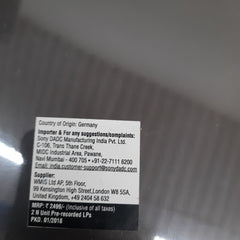 Country of Origin: Germany
Importer & For any suggestions/complaints:
Sony DADC Manufacturing India Pvt. Ltd.
C-106, Trans Thane Creek,
MIDC Industrial Area, Pawane,
Navi Mumbai - 400 705 • +91-22-7111 6200
Email: india.customer-support@sonydadc.com
Supplier:
WMIS Ltd AP, 5th Floor,
99 Kensington High Street,London W8 5SA,
United Kingdom, +49 2404 58 632
MRP: ₹ 2499/- (Inclusive of all taxes)
2 N Unit Pre-recorded LPs
PKD. 01/2016